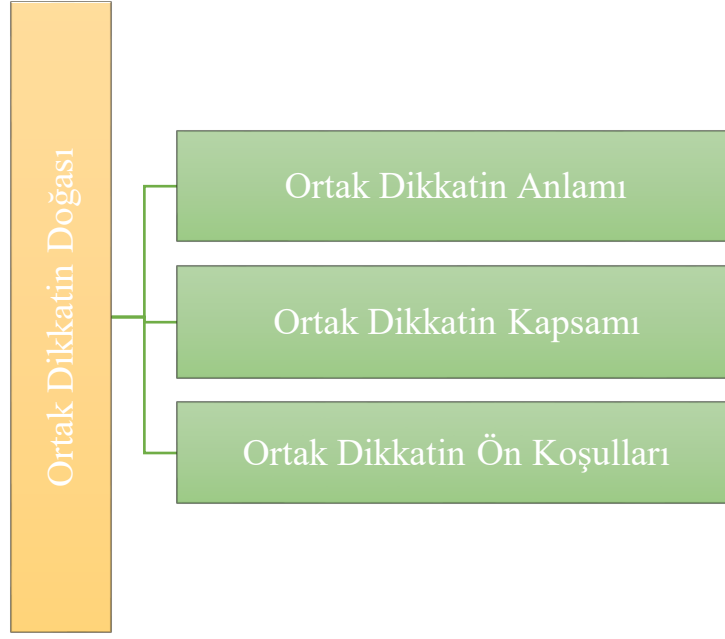 Ortak Dikkatin Doğası
Ortak Dikkatin Anlamı
Ortak Dikkatin Kapsamı
Ortak Dikkatin Ön Koşulları